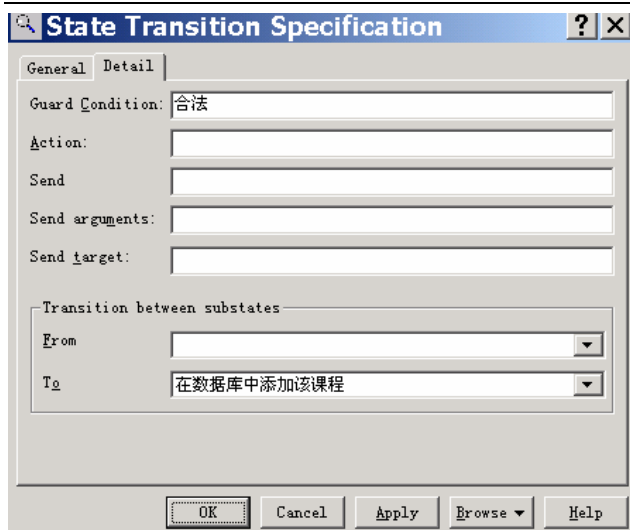 State Transition Specification
General Detail
Guard Condition: 合法
Action:
Send
Send arguments:
Send target:
Transition between substates
From
To 在数据库中添加该课程
OK Cancel Apply Browse Help